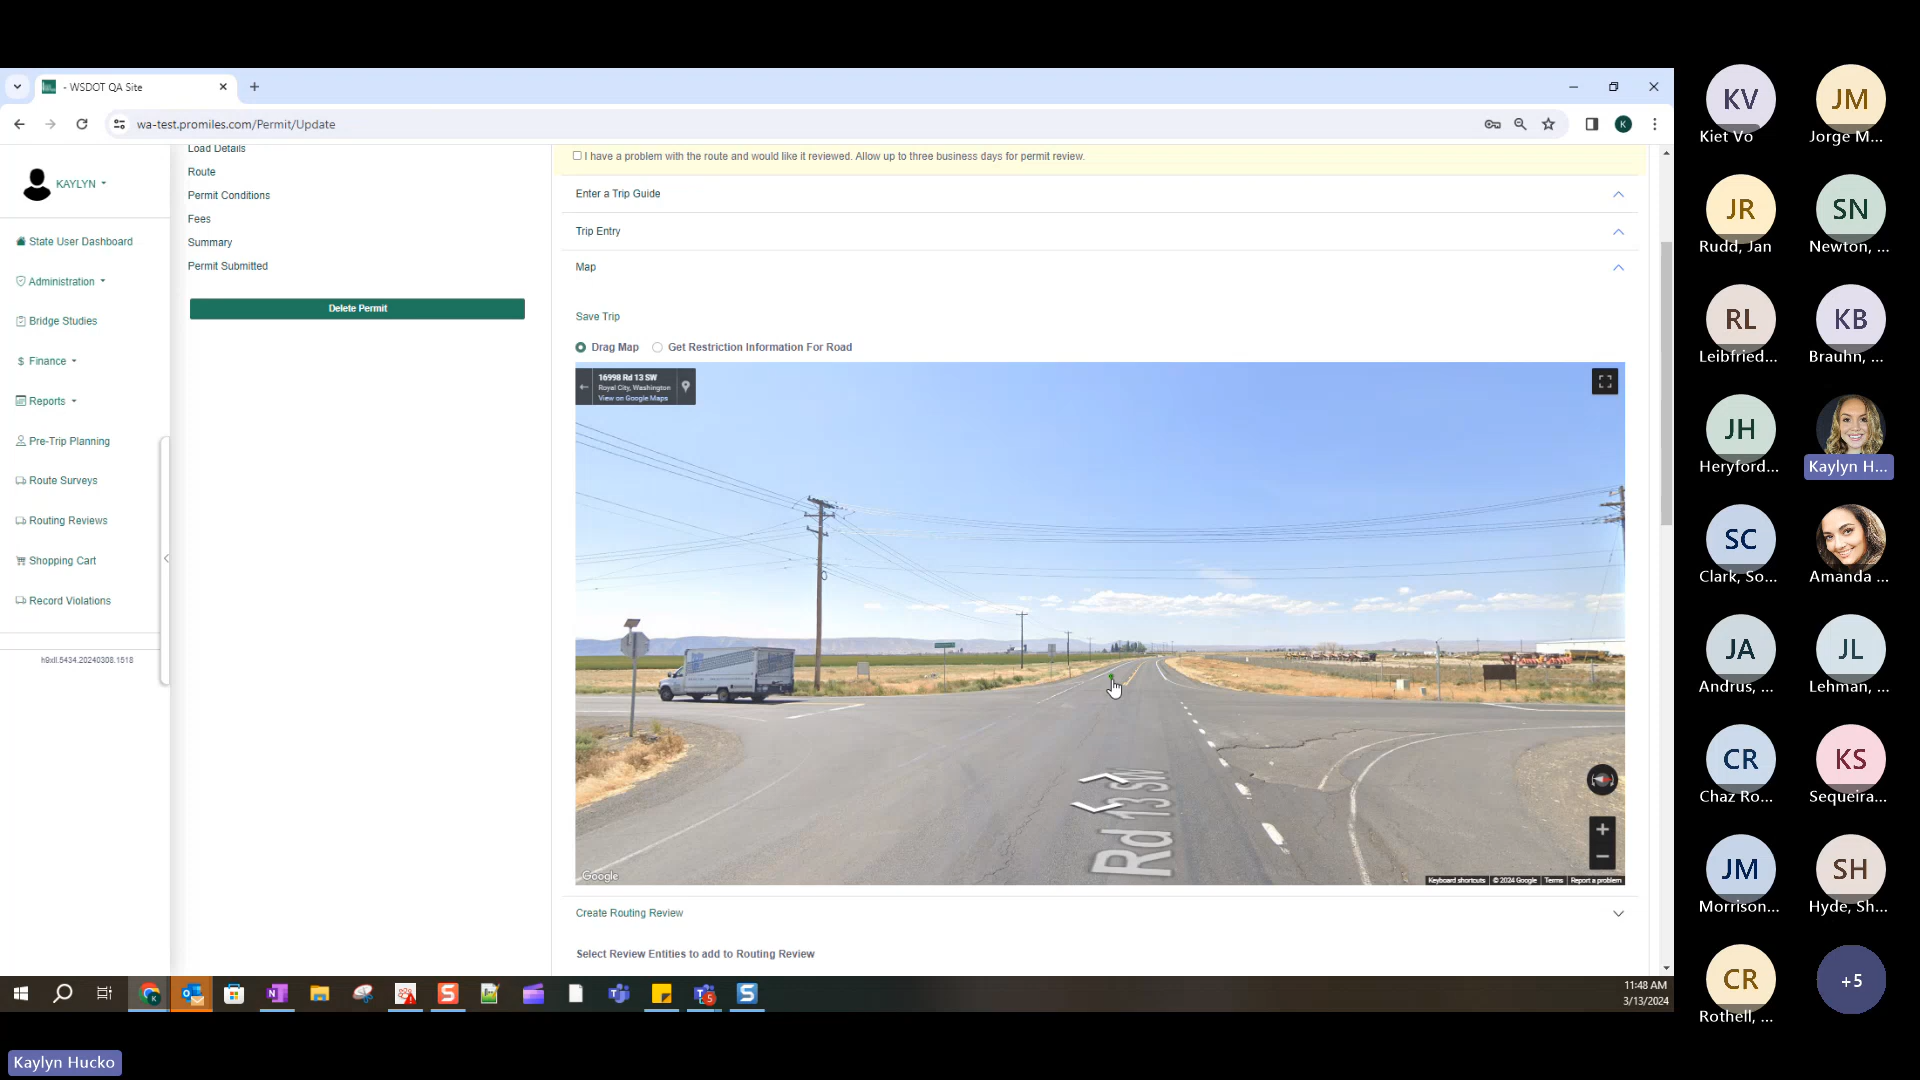 - WSDOT QA Site
wa-test.promiles.com/Permit/Update
K
KAYLYN
State User Dashboard
Administration
Bridge Studies
Finance
Reports
Pre-Trip Planning
Route Surveys
Routing Reviews
Shopping Cart
Record Violations
h9xll.5434.20240308.1518
Load Details
Route
Permit Conditions
Fees
Summary
Permit Submitted
Delete Permit
I have a problem with the route and would like it reviewed. Allow up to three business days for permit review.
Enter a Trip Guide
Trip Entry
Map
Save Trip
Drag Map
Get Restriction Information For Road
16998 Rd 13 SW
Royal City, Washington
View on Google Maps
Rd 13 SW
Google
Keyboard shortcuts
© 2024 Google
Terms
Report a problem
Create Routing Review
Select Review Entities to add to Routing Review
11:48 AM
3/13/2024
KV
Kiet Vo
JM
Jorge M...
JR
Rudd, Jan
SN
Newton, ...
RL
Leibfried...
KB
Brauhn, ...
JH
Heryford...
Kaylyn H...
SC
Clark, So...
Amanda ...
JA
Andrus, ...
JL
Lehman, ...
CR
Chaz Ro...
KS
Sequeira...
JM
Morrison...
SH
Hyde, Sh...
CR
Rothell, ...
+5
Kaylyn Hucko